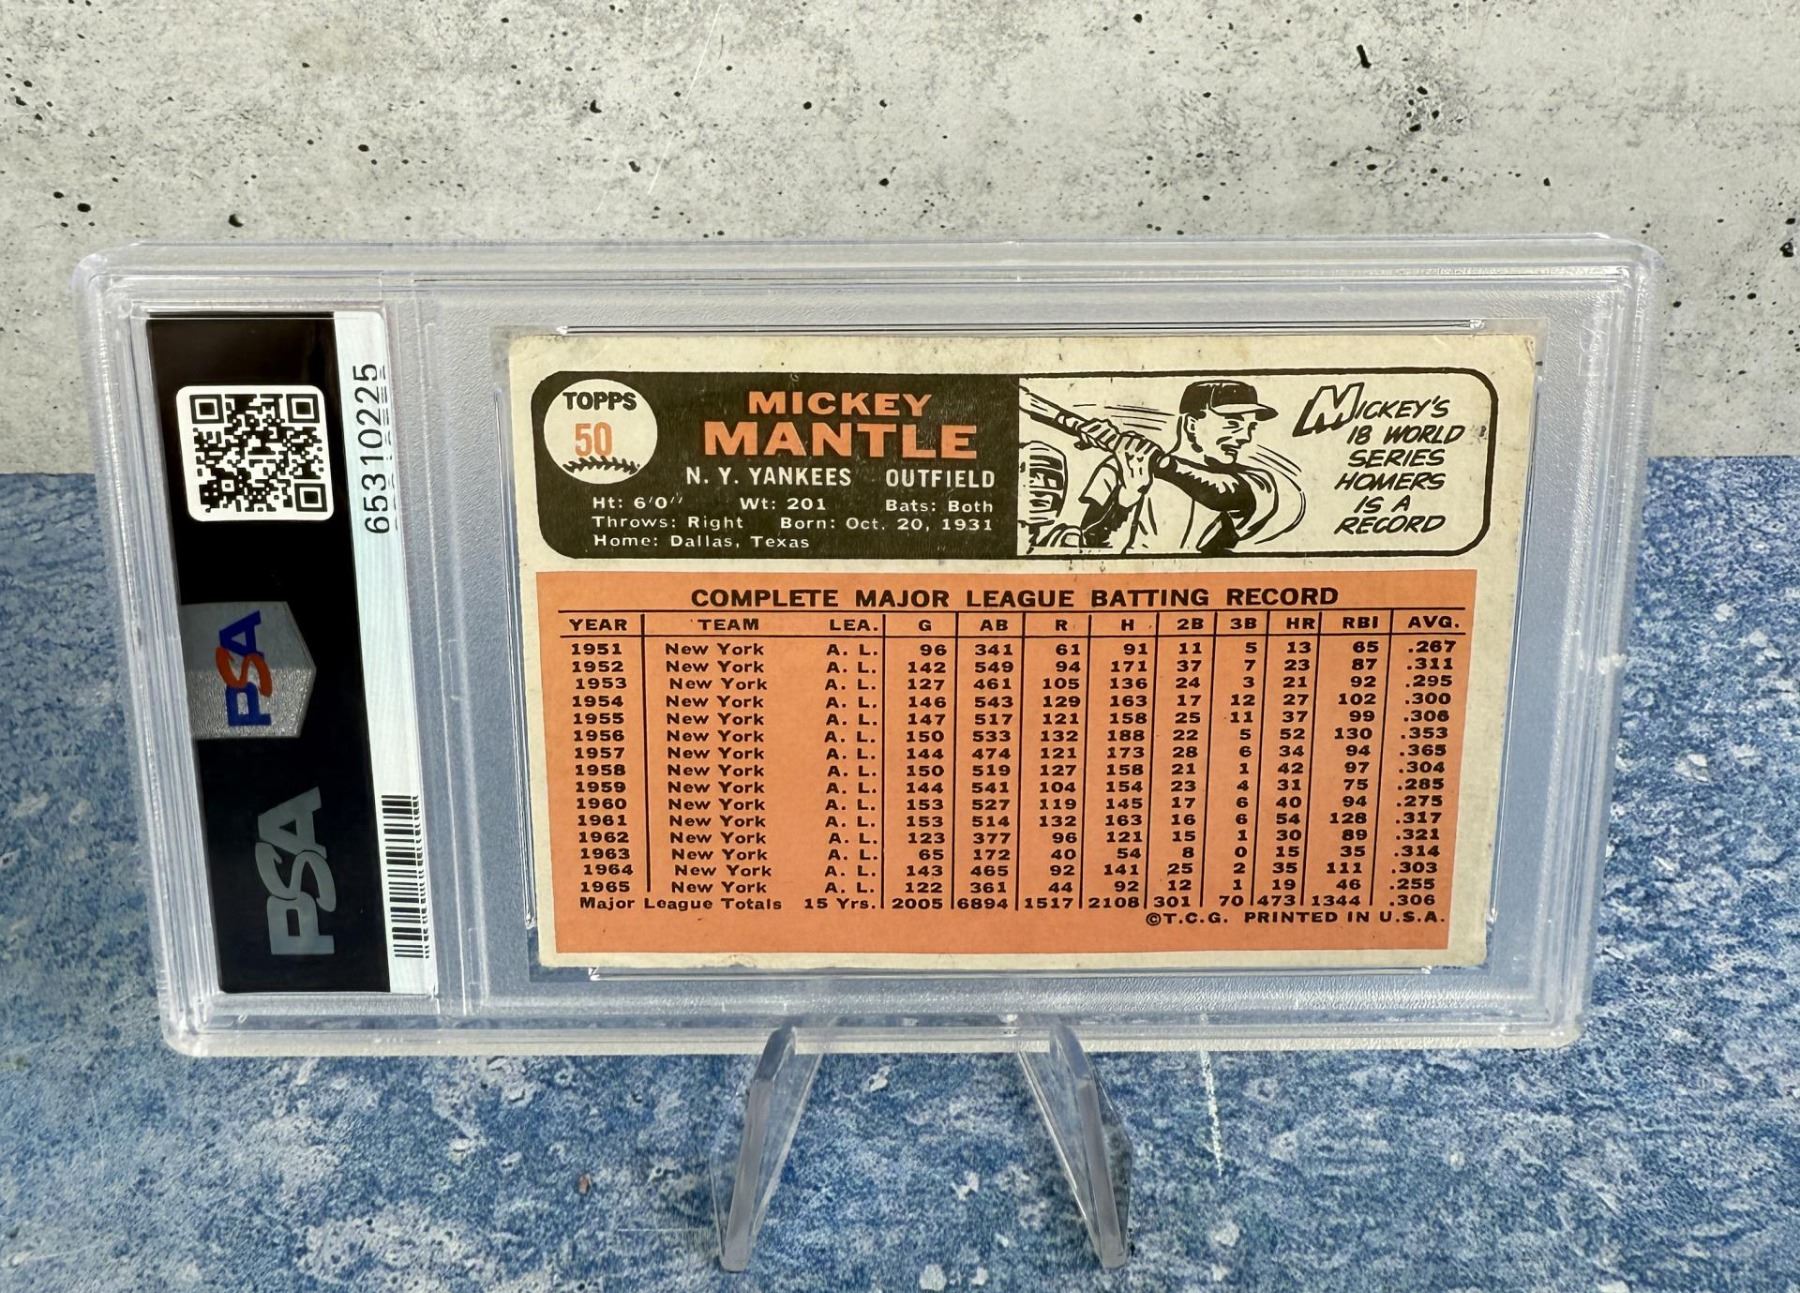 65310225
PSA
PSA
TOPPS
50
MICKEY
MANTLE
N. Y. YANKEES OUTFIELD
Ht: 6'0" Wt: 201 Bats: Both
Throws: Right Born: Oct. 20, 1931
Home: Dallas, Texas
MICKEY'S
18 WORLD
SERIES
HOMERS
IS A
RECORD
COMPLETE MAJOR LEAGUE BATTING RECORD
YEAR TEAM LEA. G AB R H 2B 3B HR RBI AVG.
1951 New York A. L. 96 341 61 91 11 5 13 65 .267
1952 New York A. L. 142 549 94 171 37 7 23 87 .311
1953 New York A. L. 127 461 105 136 24 3 21 92 .295
1954 New York A. L. 146 543 129 163 17 12 27 102 .300
1955 New York A. L. 147 517 121 158 25 11 37 99 .306
1956 New York A. L. 150 533 132 188 22 5 52 130 .353
1957 New York A. L. 144 474 121 173 28 6 34 94 .365
1958 New York A. L. 150 519 127 158 21 1 42 97 .304
1959 New York A. L. 144 541 104 154 23 4 31 75 .285
1960 New York A. L. 153 527 119 145 17 6 40 94 .275
1961 New York A. L. 153 514 132 163 16 6 54 128 .317
1962 New York A. L. 123 377 96 121 15 1 30 89 .321
1963 New York A. L. 65 172 40 54 8 0 15 35 .314
1964 New York A. L. 143 465 92 141 25 2 35 111 .303
1965 New York A. L. 122 361 44 92 12 1 19 46 .255
Major League Totals 15 Yrs. 2005 6894 1517 2108 301 70 473 1344 .306
©T.C.G. PRINTED IN U.S.A.